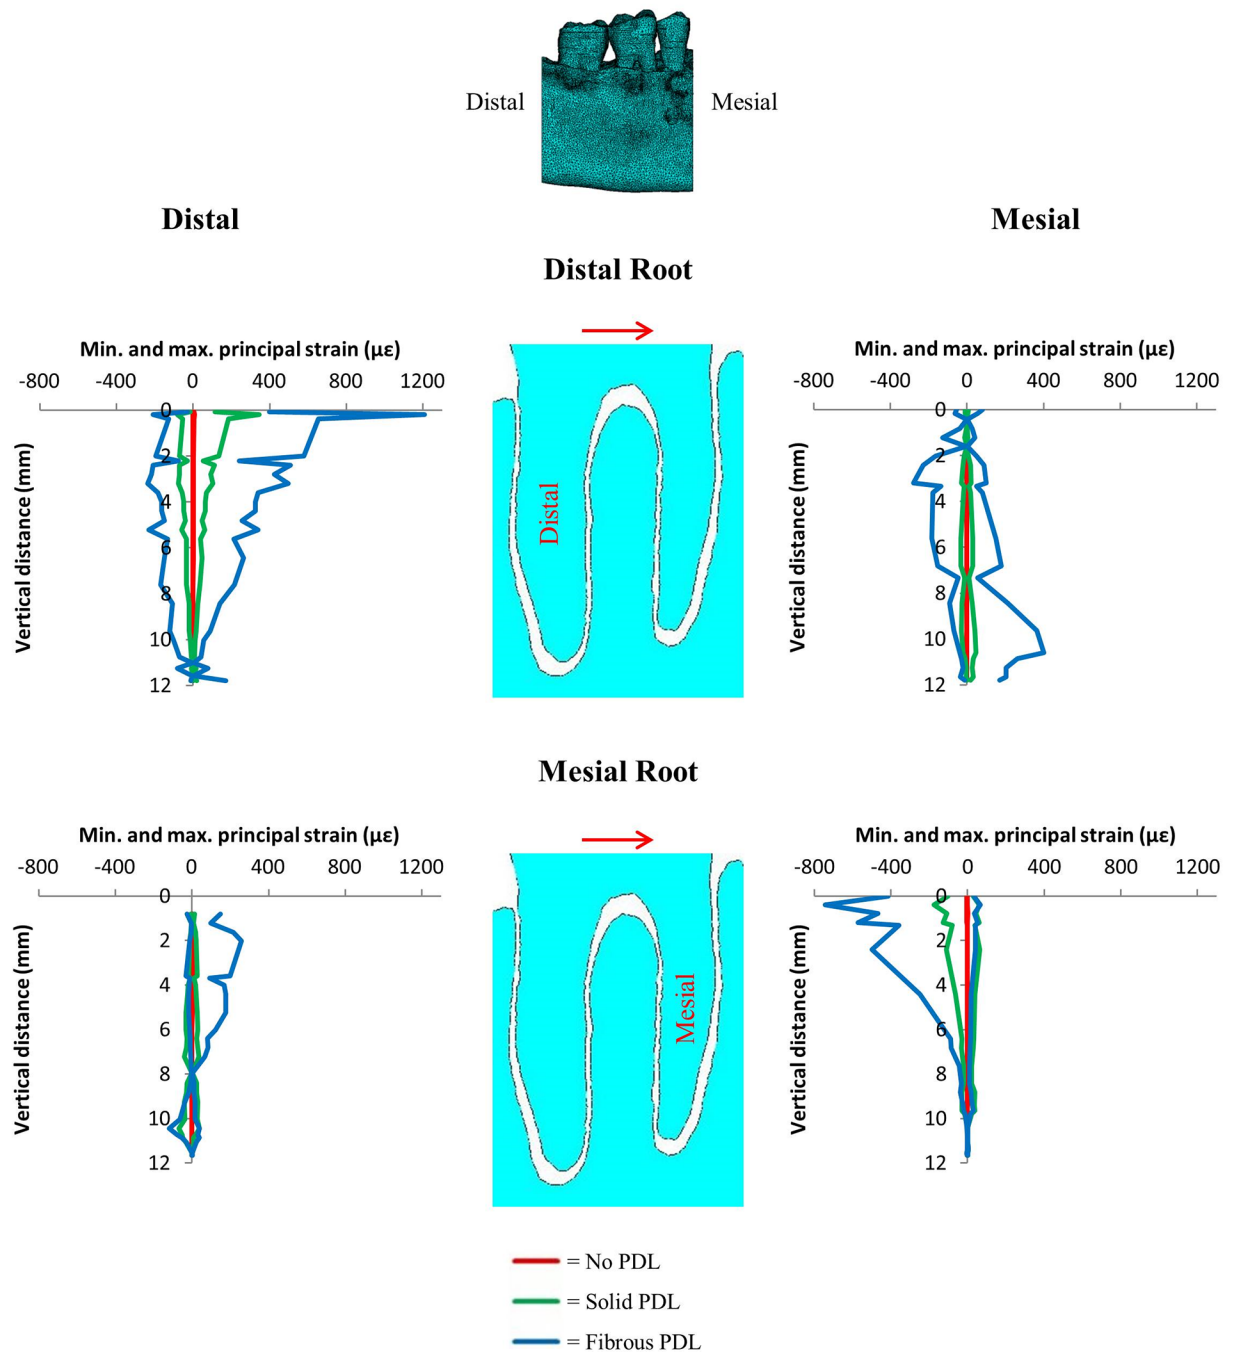 Distal
Mesial
Distal
Mesial
Distal Root
Min. and max. principal strain (με)
-800 -400 0 400 800 1200
0
2
4
6
8
10
12
Vertical distance (mm)
Distal
Min. and max. principal strain (με)
-800 -400 0 400 800 1200
0
2
4
6
8
10
12
Vertical distance (mm)
Mesial Root
Min. and max. principal strain (με)
-800 -400 0 400 800 1200
0
2
4
6
8
10
12
Vertical distance (mm)
Mesial
Min. and max. principal strain (με)
-800 -400 0 400 800 1200
0
2
4
6
8
10
12
Vertical distance (mm)
= No PDL
= Solid PDL
= Fibrous PDL